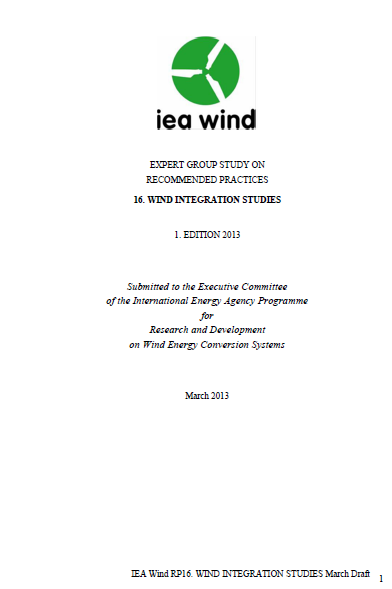 iea wind
EXPERT GROUP STUDY ON
RECOMMENDED PRACTICES
16. WIND INTEGRATION STUDIES
1. EDITION 2013
Submitted to the Executive Committee
of the International Energy Agency Programme
for
Research and Development
on Wind Energy Conversion Systems
March 2013
IEA Wind RP16. WIND INTEGRATION STUDIES March Draft
1